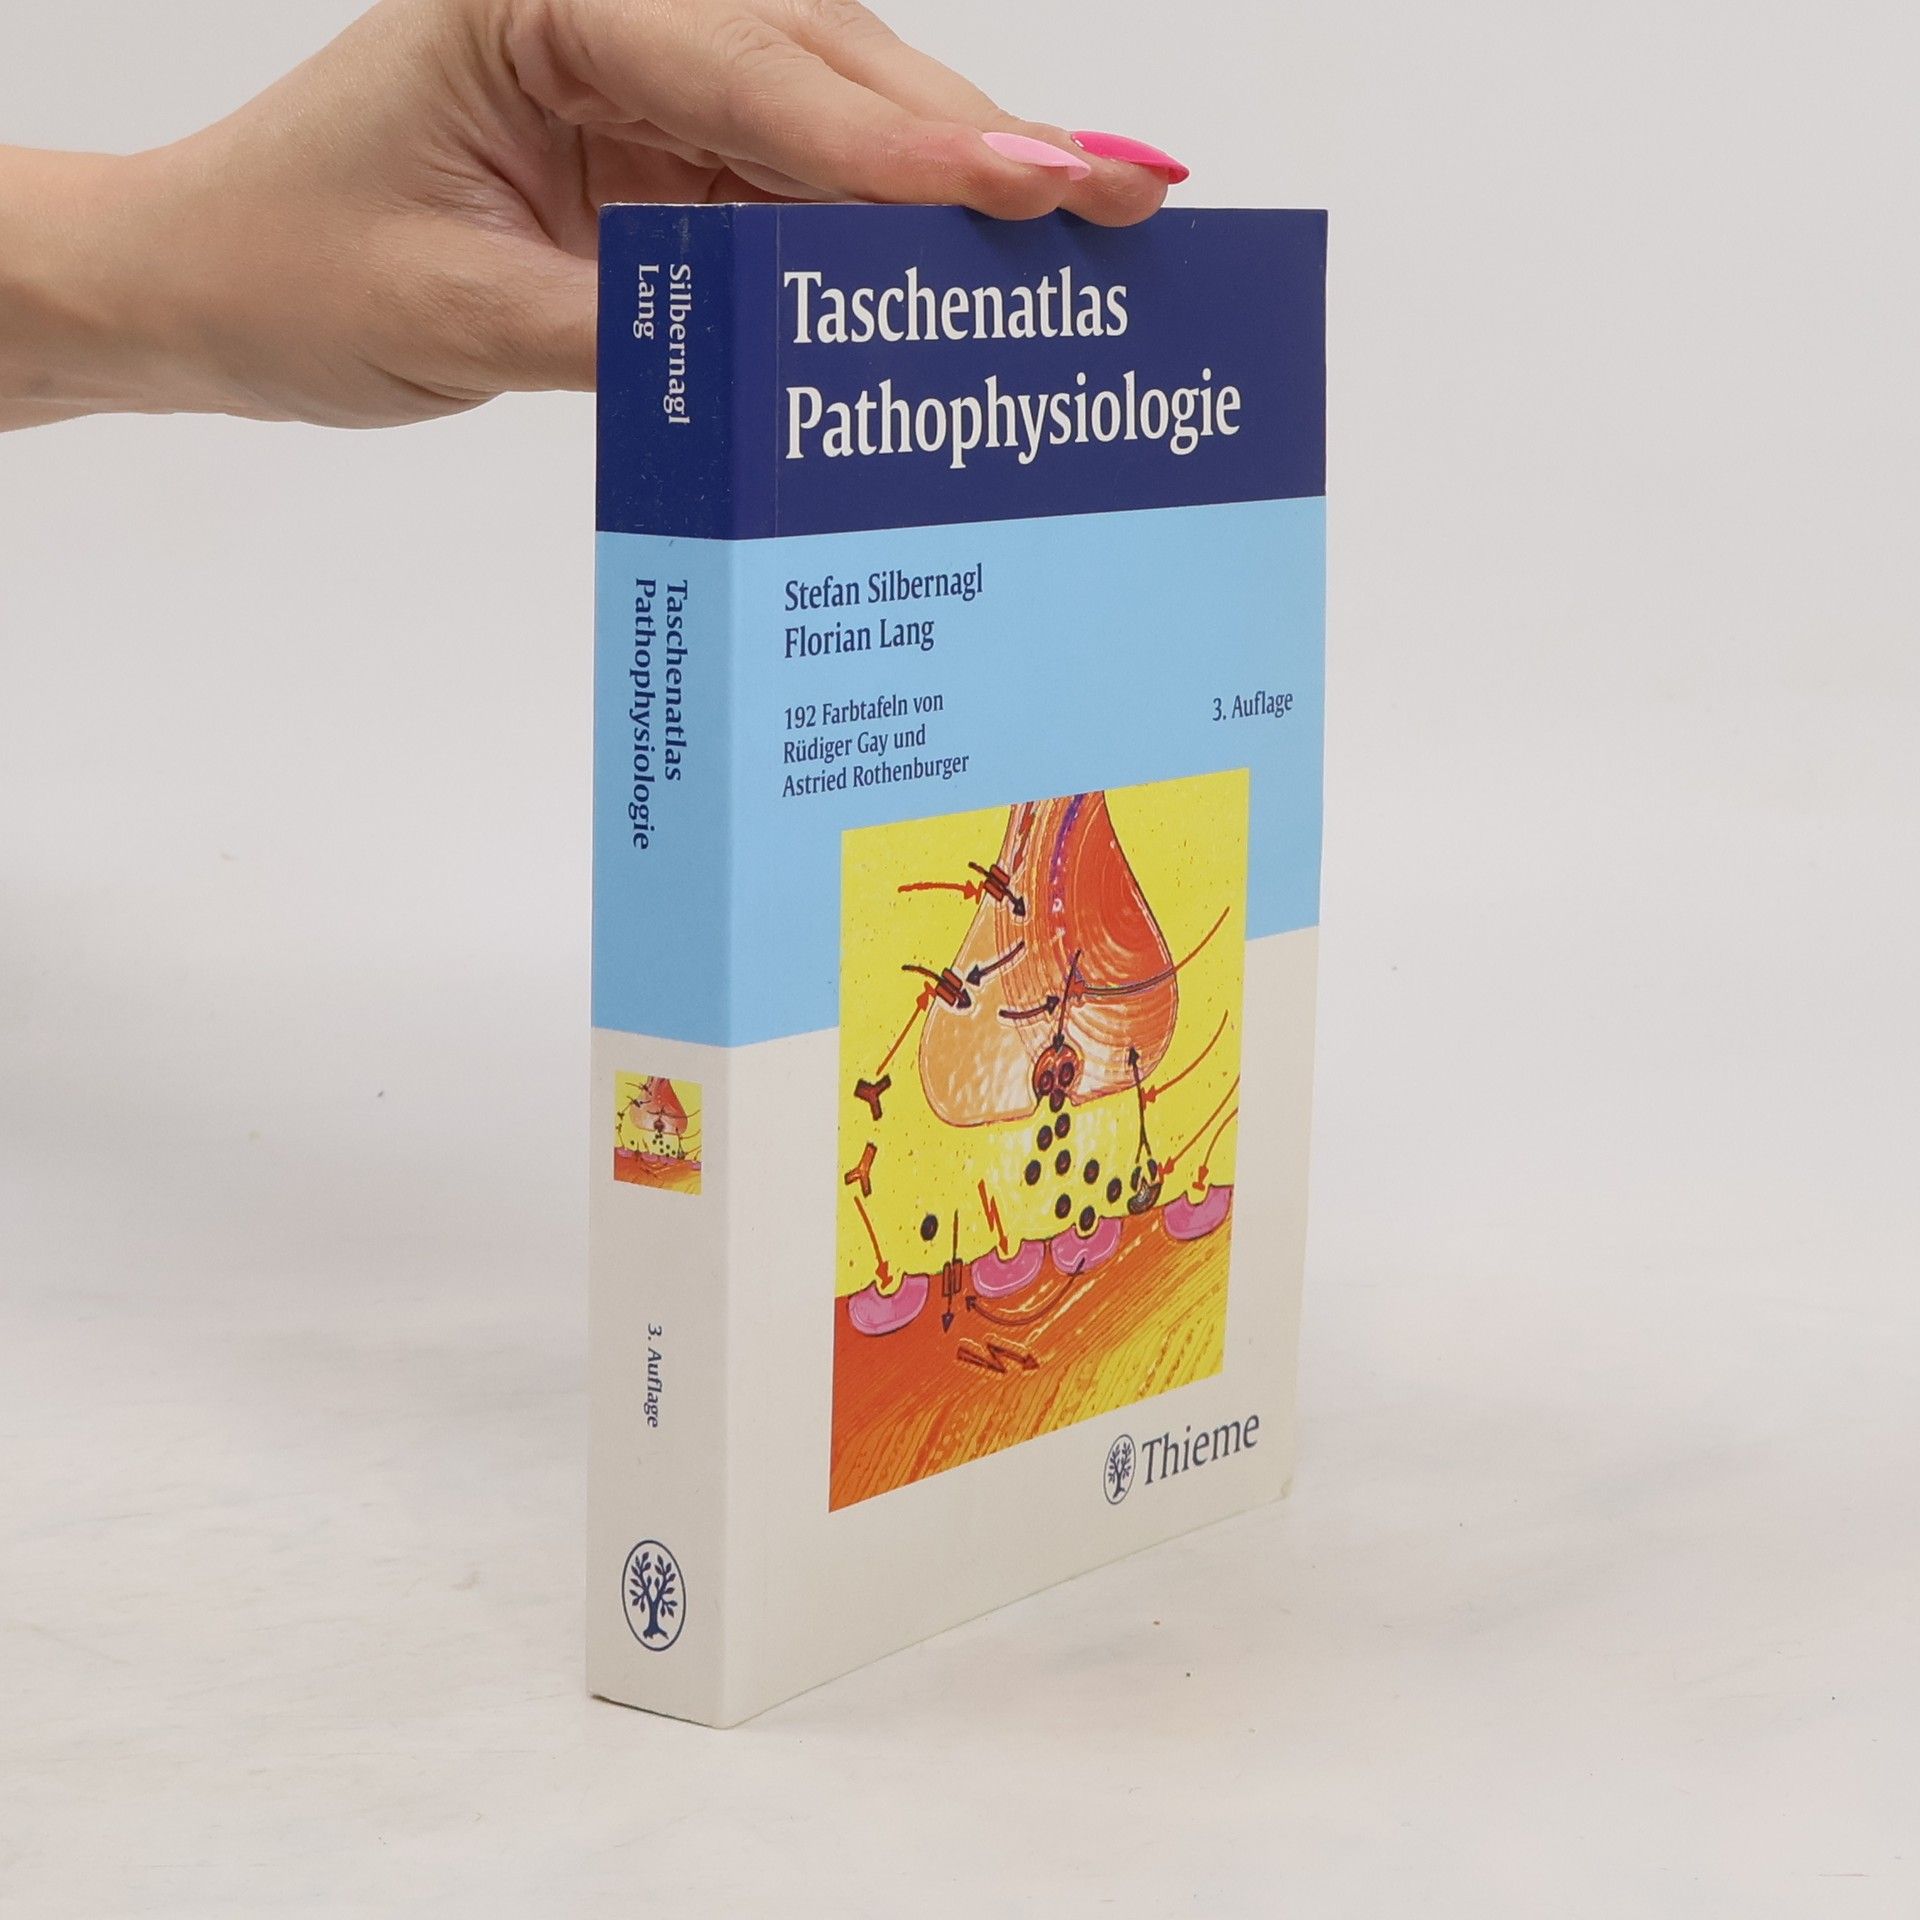 Silbernagl
Lang
Taschenatlas
Pathophysiologie
3. Auflage
Taschenatlas
Pathophysiologie
Stefan Silbernagl
Florian Lang
192 Farbtafeln von
Rüdiger Gay und
Astried Rothenburger
3. Auflage
Thieme